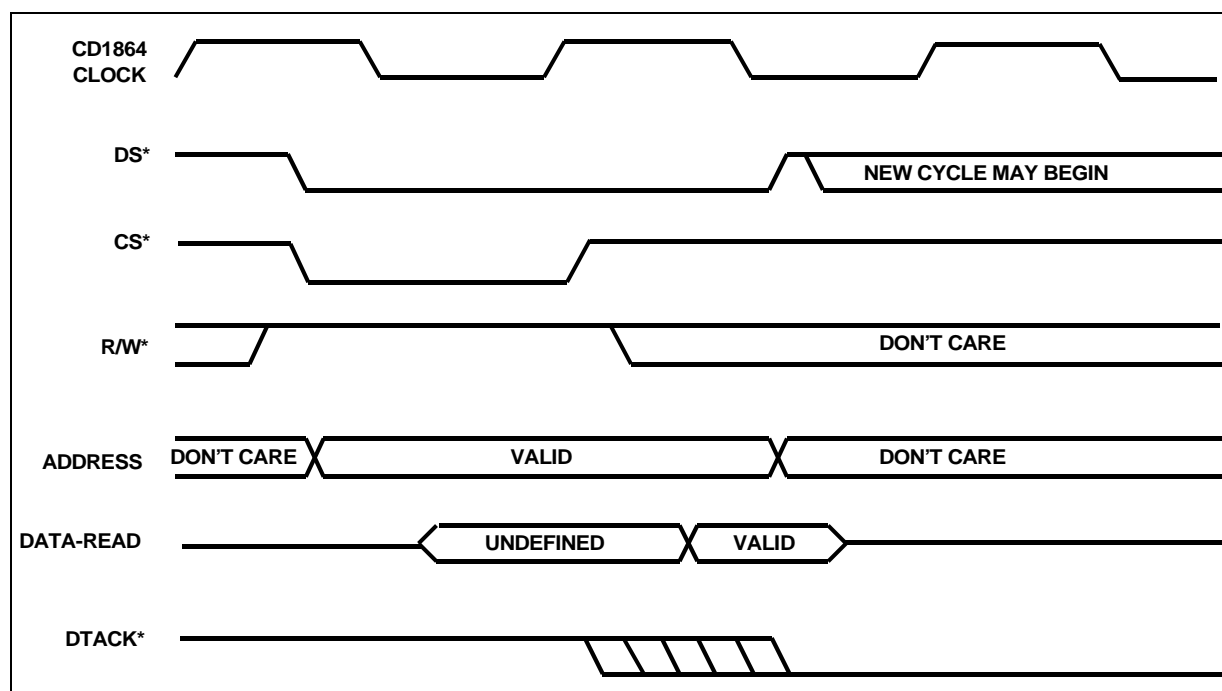 CD1864
CLOCK
DS*
NEW CYCLE MAY BEGIN
CS*
R/W*
DON'T CARE
ADDRESS
DON'T CARE
VALID
DON'T CARE
DATA-READ
UNDEFINED
VALID
DTACK*